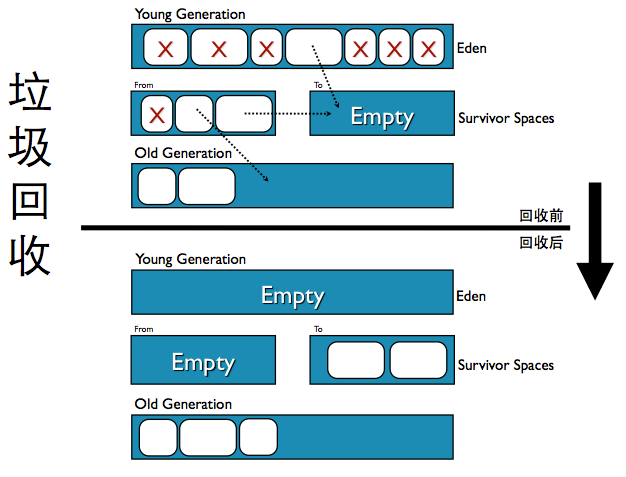 垃圾回收
Young Generation
X X X X X X
Eden
From
To
X
Empty
Survivor Spaces
Old Generation
回收前
回收后
Young Generation
Empty
Eden
From
To
Empty
Survivor Spaces
Old Generation